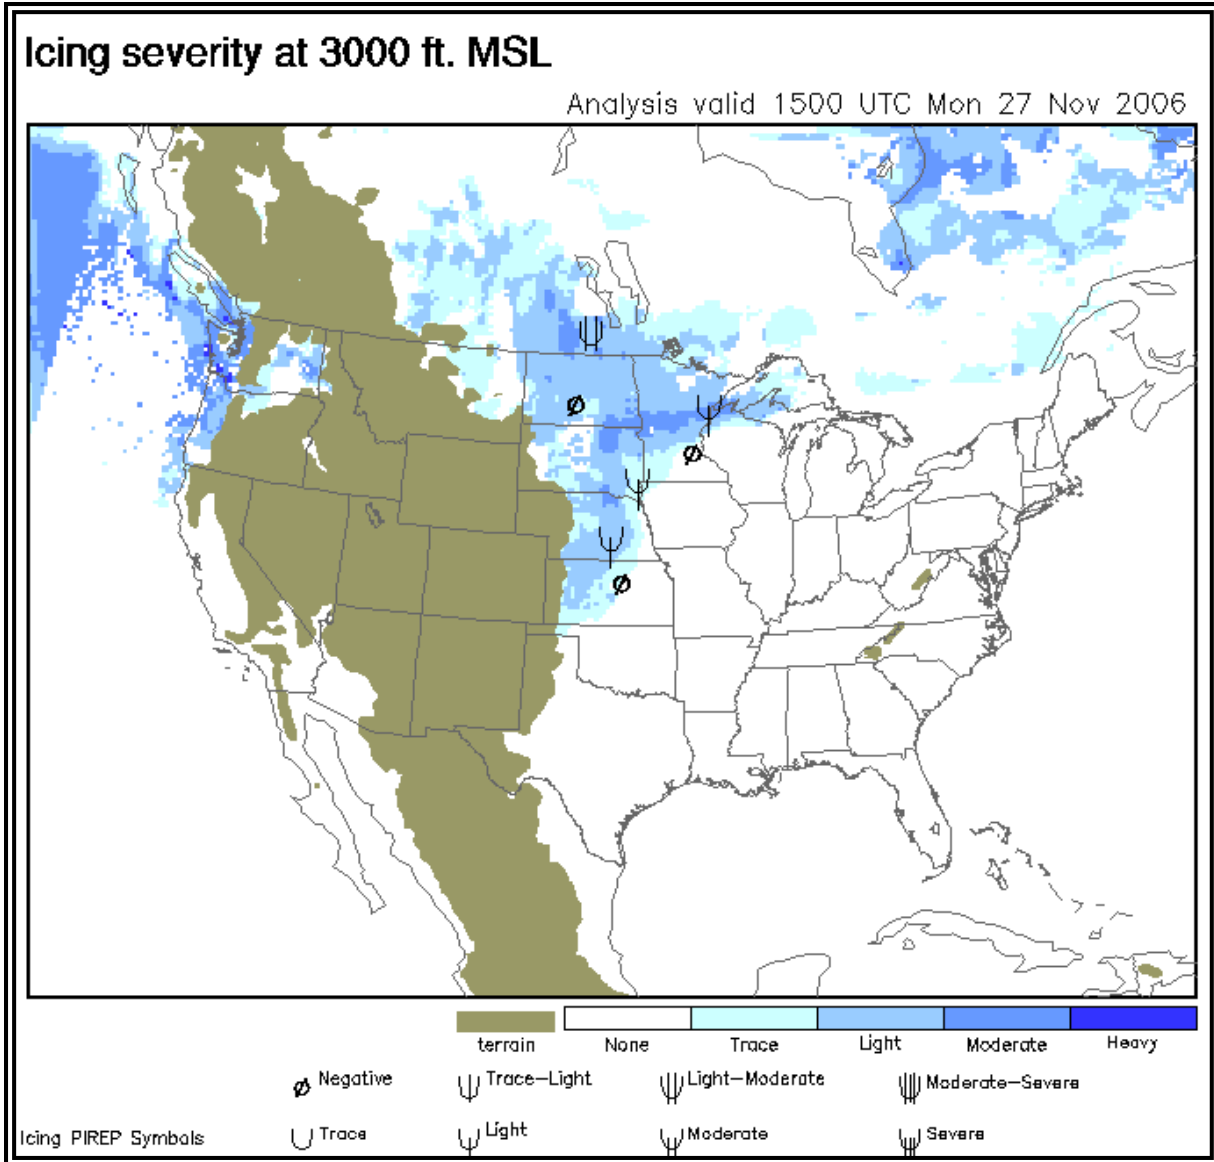 Icing severity at 3000 ft. MSL
Analysis valid 1500 UTC Mon 27 Nov 2006
terrain None Trace Light Moderate Heavy
Negative Trace-Light Light-Moderate Moderate-Severe
Icing PIREP Symbols Trace Light Moderate Severe